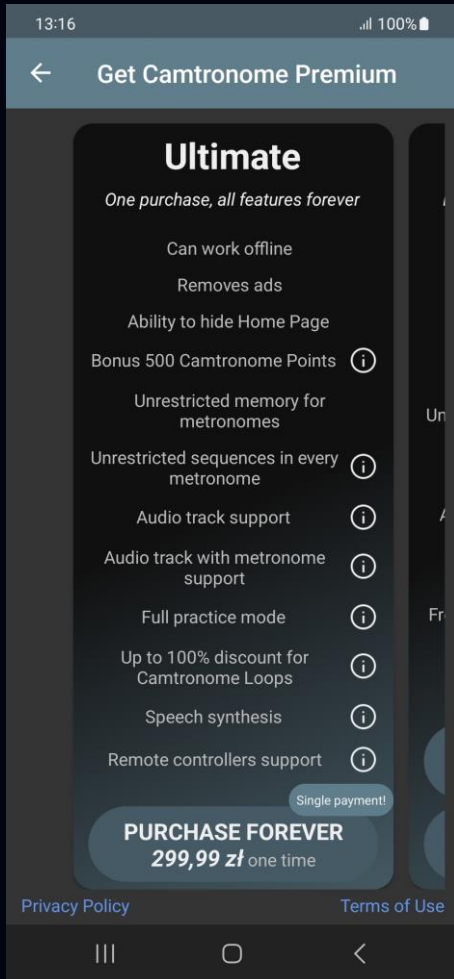 13:16
100%
Get Camtronome Premium
Ultimate
One purchase, all features forever
Can work offline
Removes ads
Ability to hide Home Page
Bonus 500 Camtronome Points
Unrestricted memory for
metronomes
Unrestricted sequences in every
metronome
Audio track support
Audio track with metronome
support
Full practice mode
Up to 100% discount for
Camtronome Loops
Speech synthesis
Remote controllers support
Single payment!
PURCHASE FOREVER
299,99 zł one time
Privacy Policy
Terms of Use